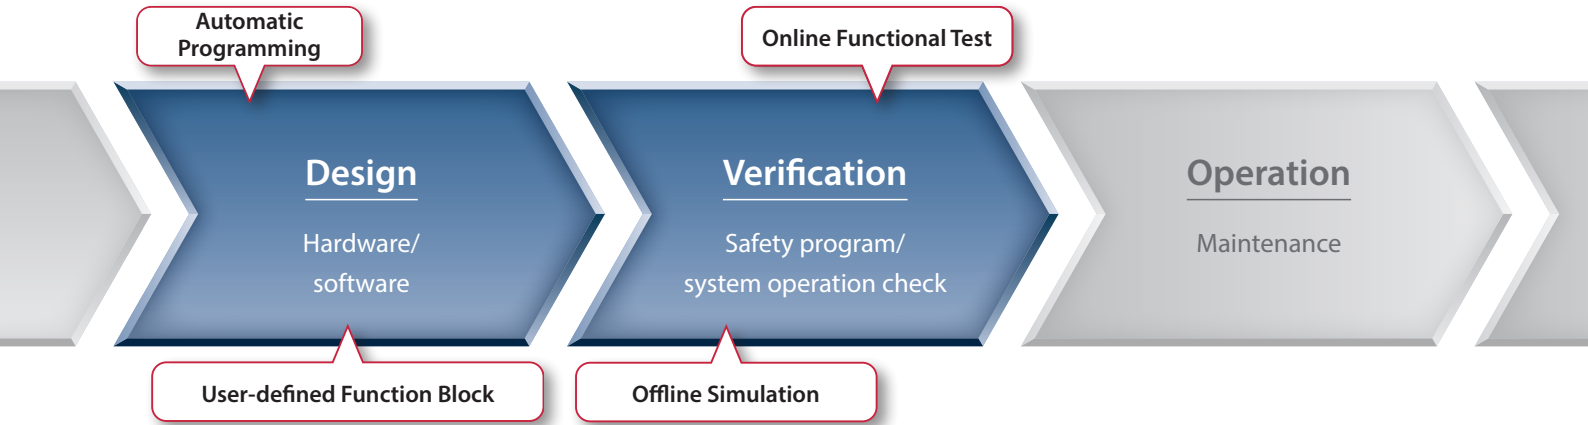 Automatic
Programming
Online Functional Test
Design
Hardware/
software
Verification
Safety program/
system operation check
Operation
Maintenance
User-defined Function Block
Offline Simulation